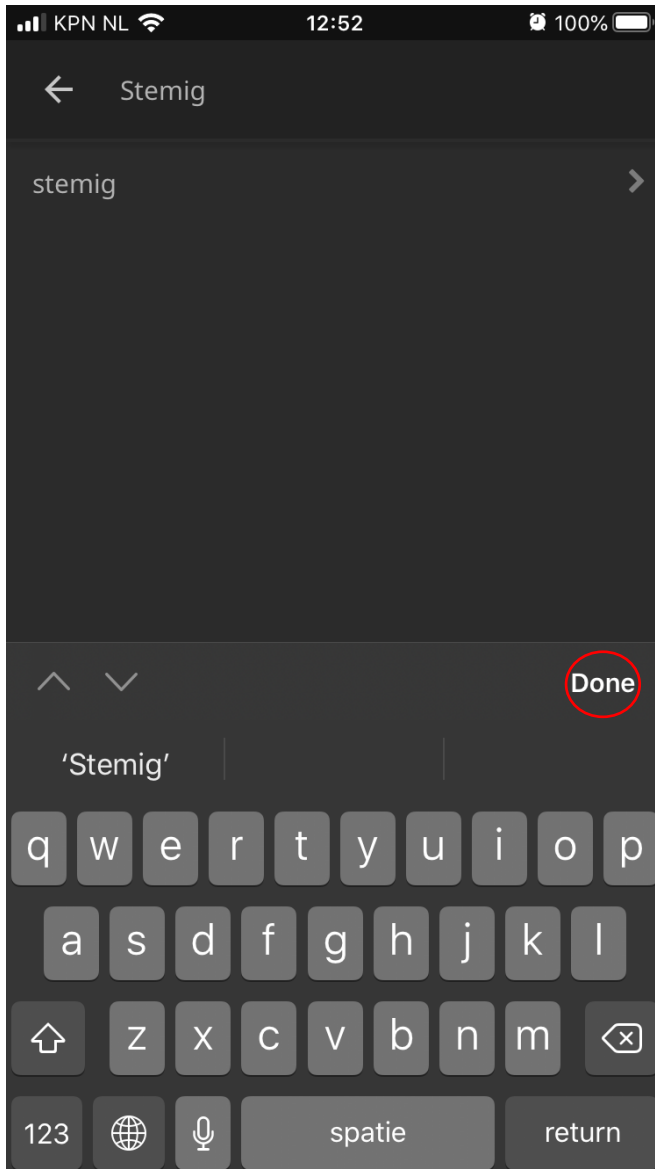 KPN NL 12:52 100%
Stemig
stemig
Done
‘Stemig’
q w e r t y u i o p
a s d f g h j k l
z x c v b n m
123 spatie return